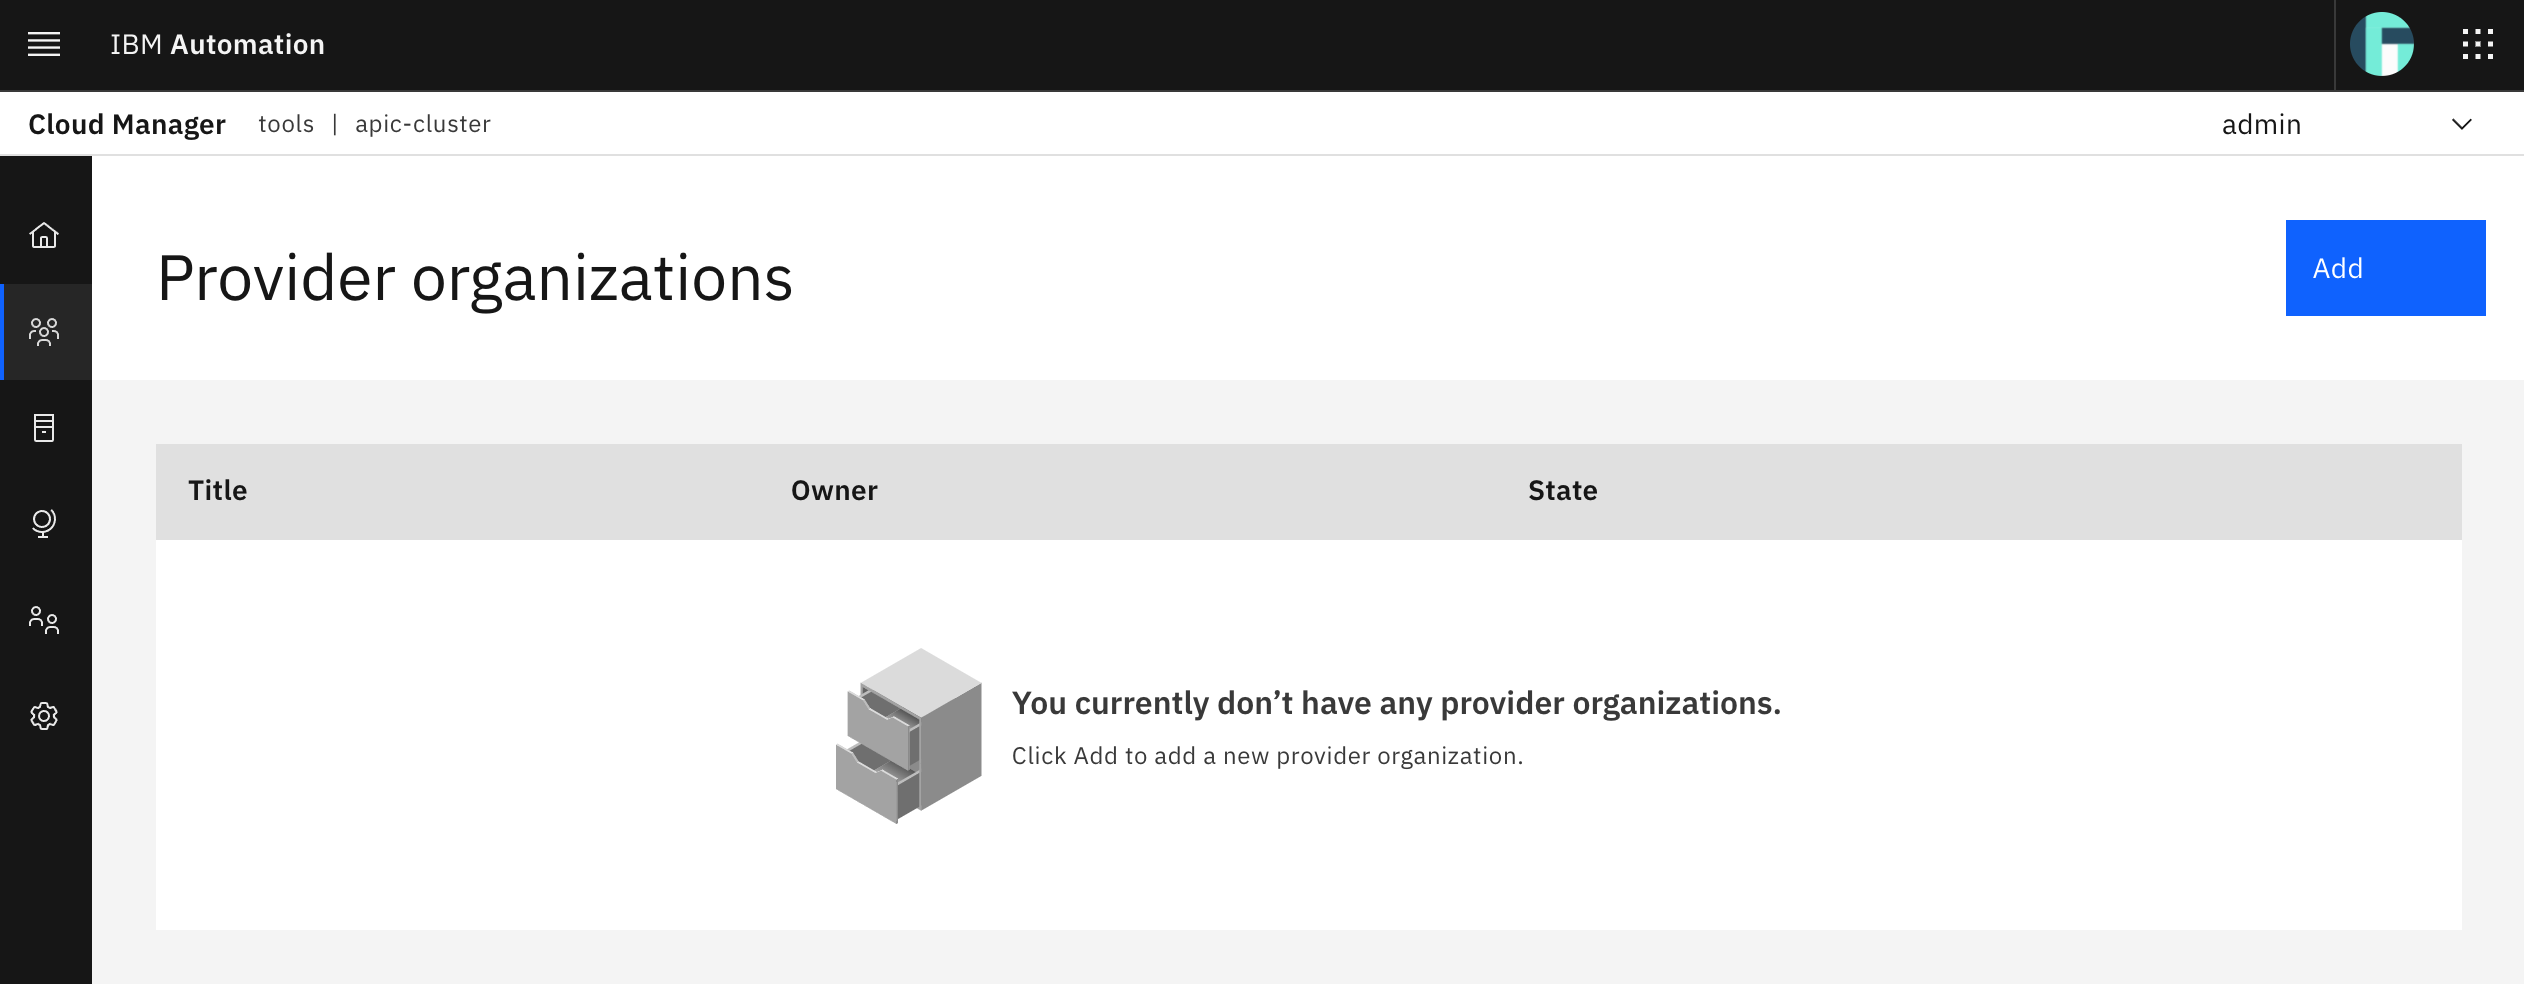 IBM Automation
Cloud Manager tools | apic-cluster admin
Provider organizations
Add
Title Owner State
You currently don’t have any provider organizations.
Click Add to add a new provider organization.